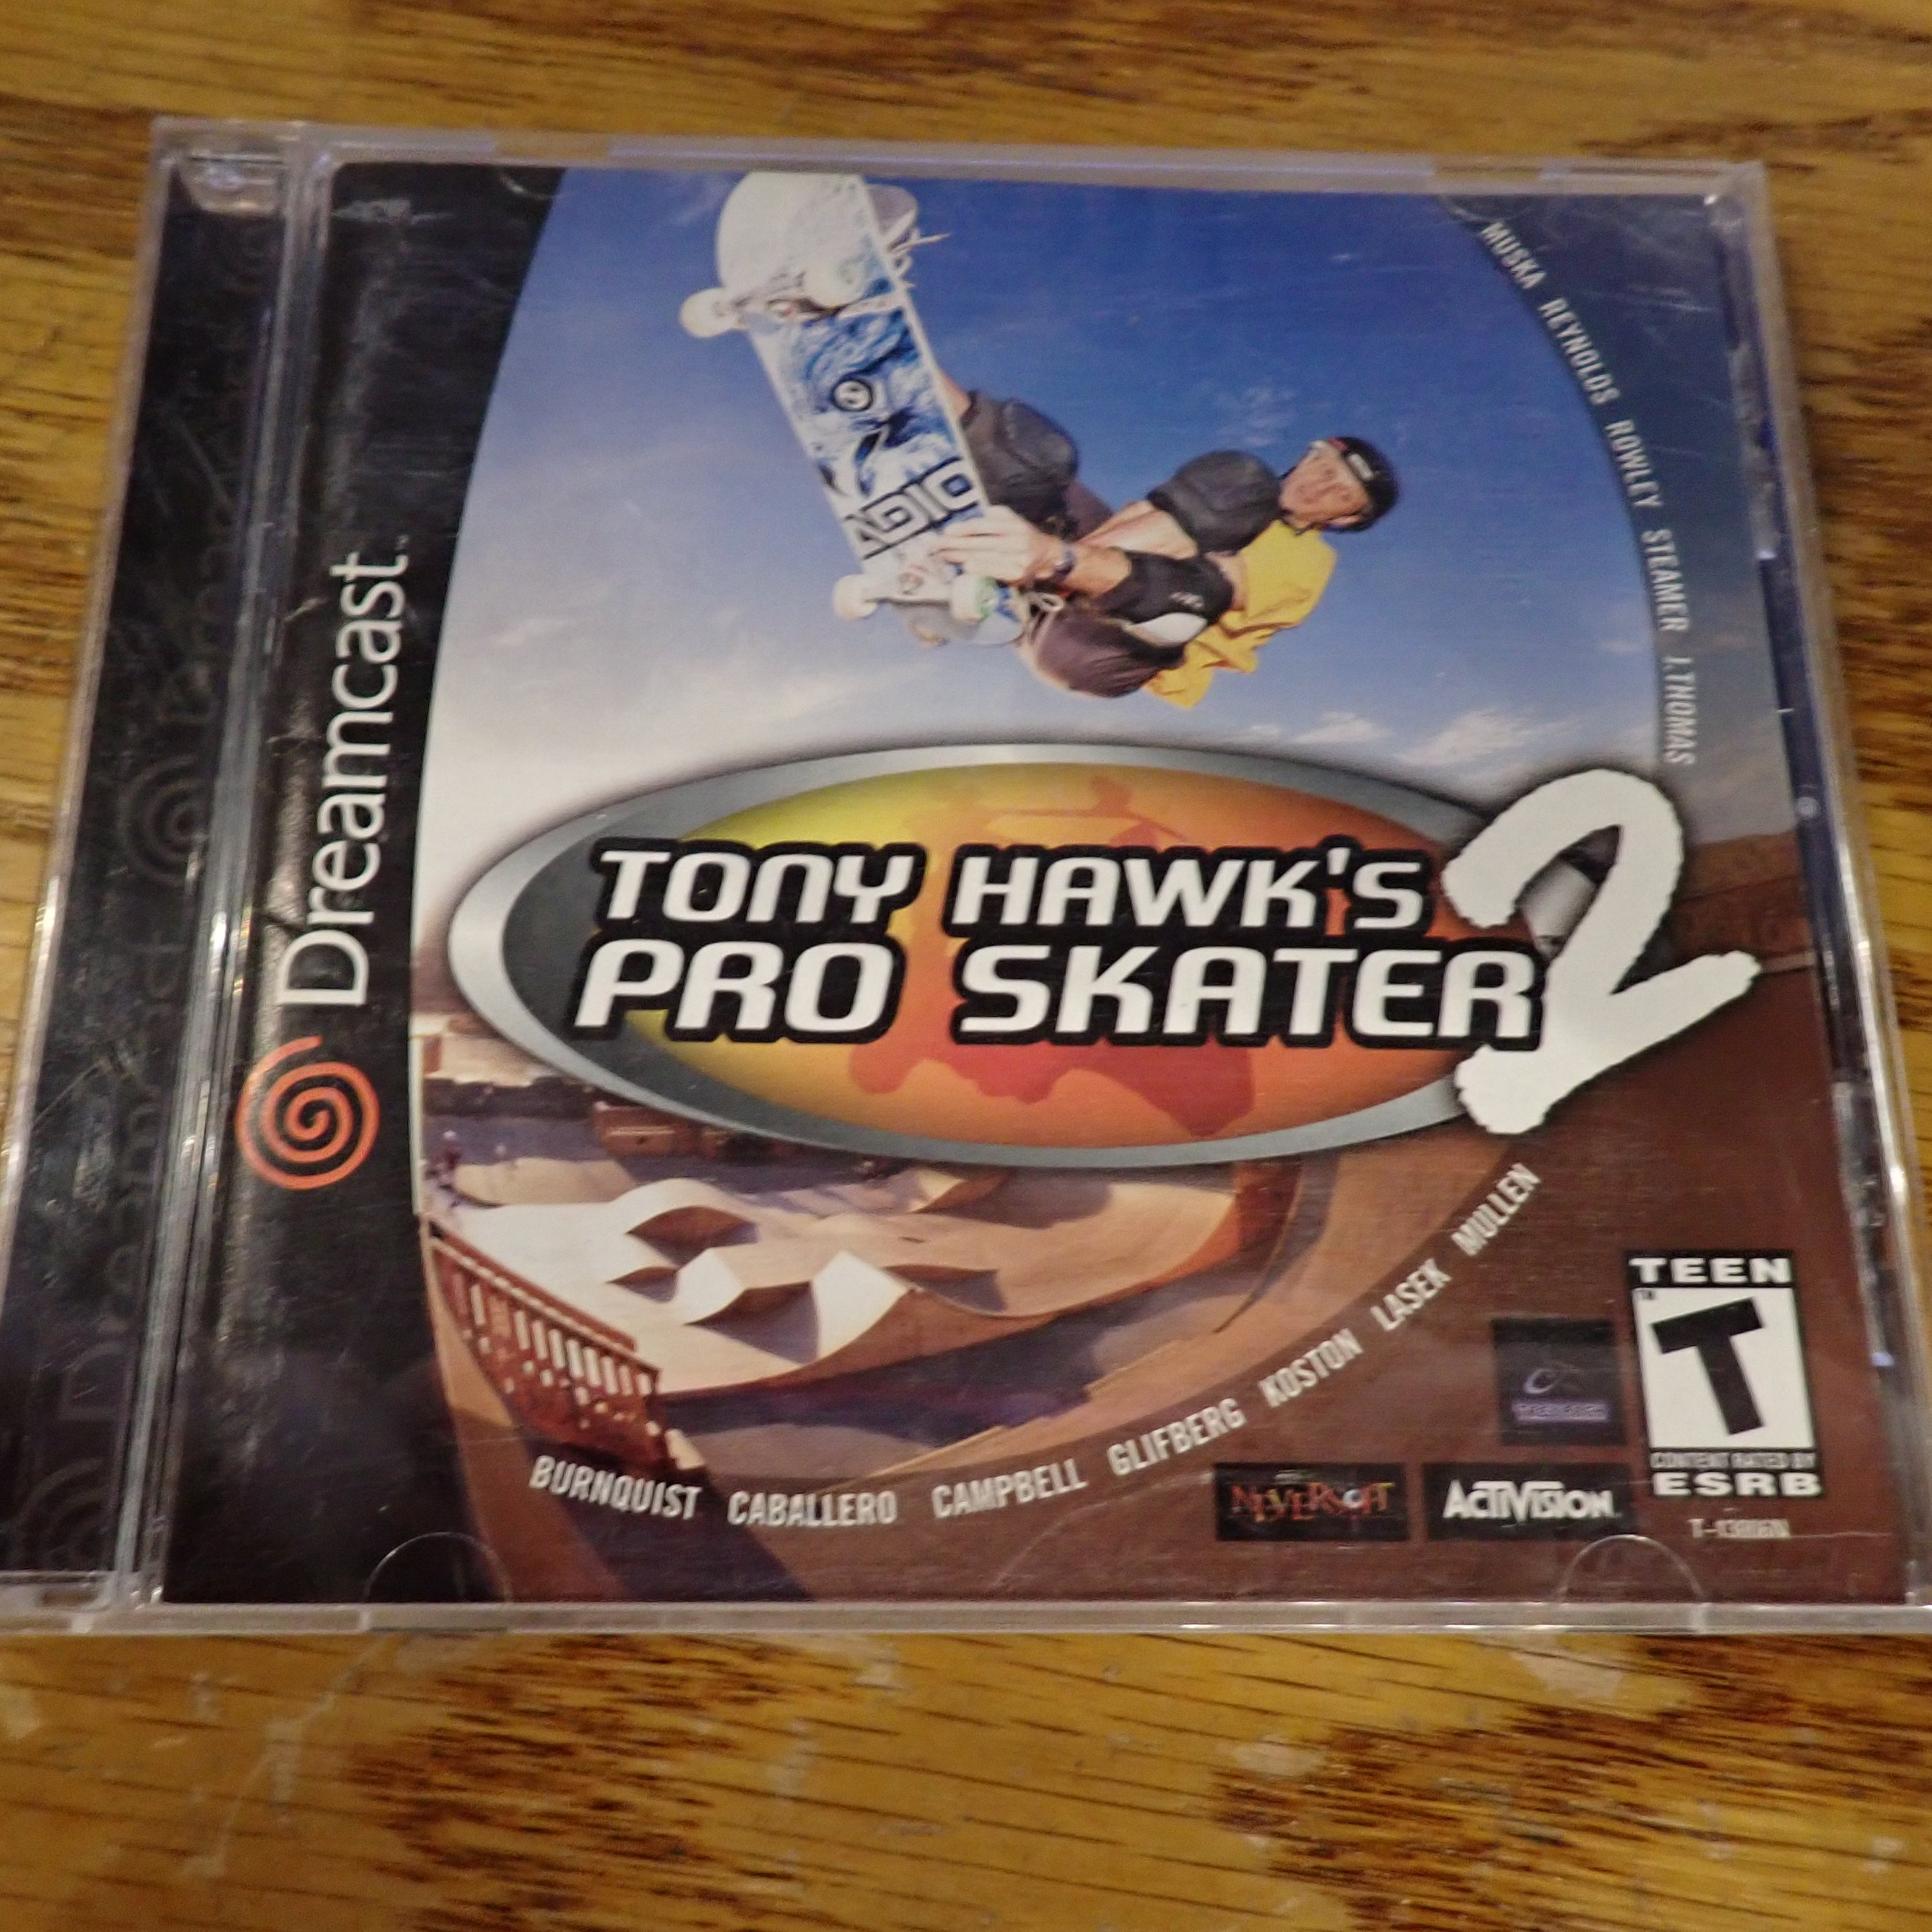 Dreamcast
MUSKA REYNOLDS ROWLEY STEAMER J.THOMAS
TONY HAWK'S
PRO SKATER 2
BURNQUIST CABALLERO CAMPBELL GLIFBERG KOSTON LASEK MULLEN
TEEN
T
CONTENT RATED BY
ESRB
NEVERSOFT
ACTIVISION